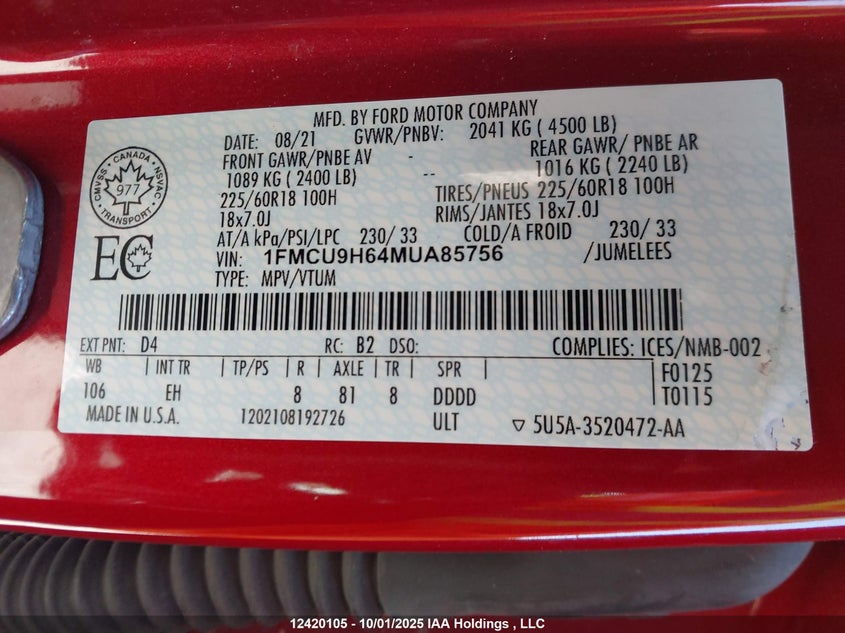 MFD. BY FORD MOTOR COMPANY
DATE: 08/21 GVWR/PNBV: 2041 KG ( 4500 LB)
FRONT GAWR/PNBE AV - REAR GAWR/ PNBE AR
1089 KG ( 2400 LB) -- 1016 KG ( 2240 LB)
225/60R18 100H TIRES/PNEUS 225/60R18 100H
18x7.0J RIMS/JANTES 18x7.0J
AT/A kPa/PSI/LPC 230/ 33 COLD/A FROID 230/ 33
VIN: 1FMCU9H64MUA85756 /JUMELEES
TYPE: MPV/VTUM
CMVSS CANADA NSVAC
977
TRANSPORT
EC
EXT PNT: D4 RC: B2 DSO: COMPLIES: ICES/NMB-002
WB INT TR TP/PS R AXLE TR SPR F0125
106 EH 8 81 8 DDDD T0115
MADE IN U.S.A. 1202108192726 ULT ▽ 5U5A-3520472-AA
12420105 - 10/01/2025 IAA Holdings , LLC